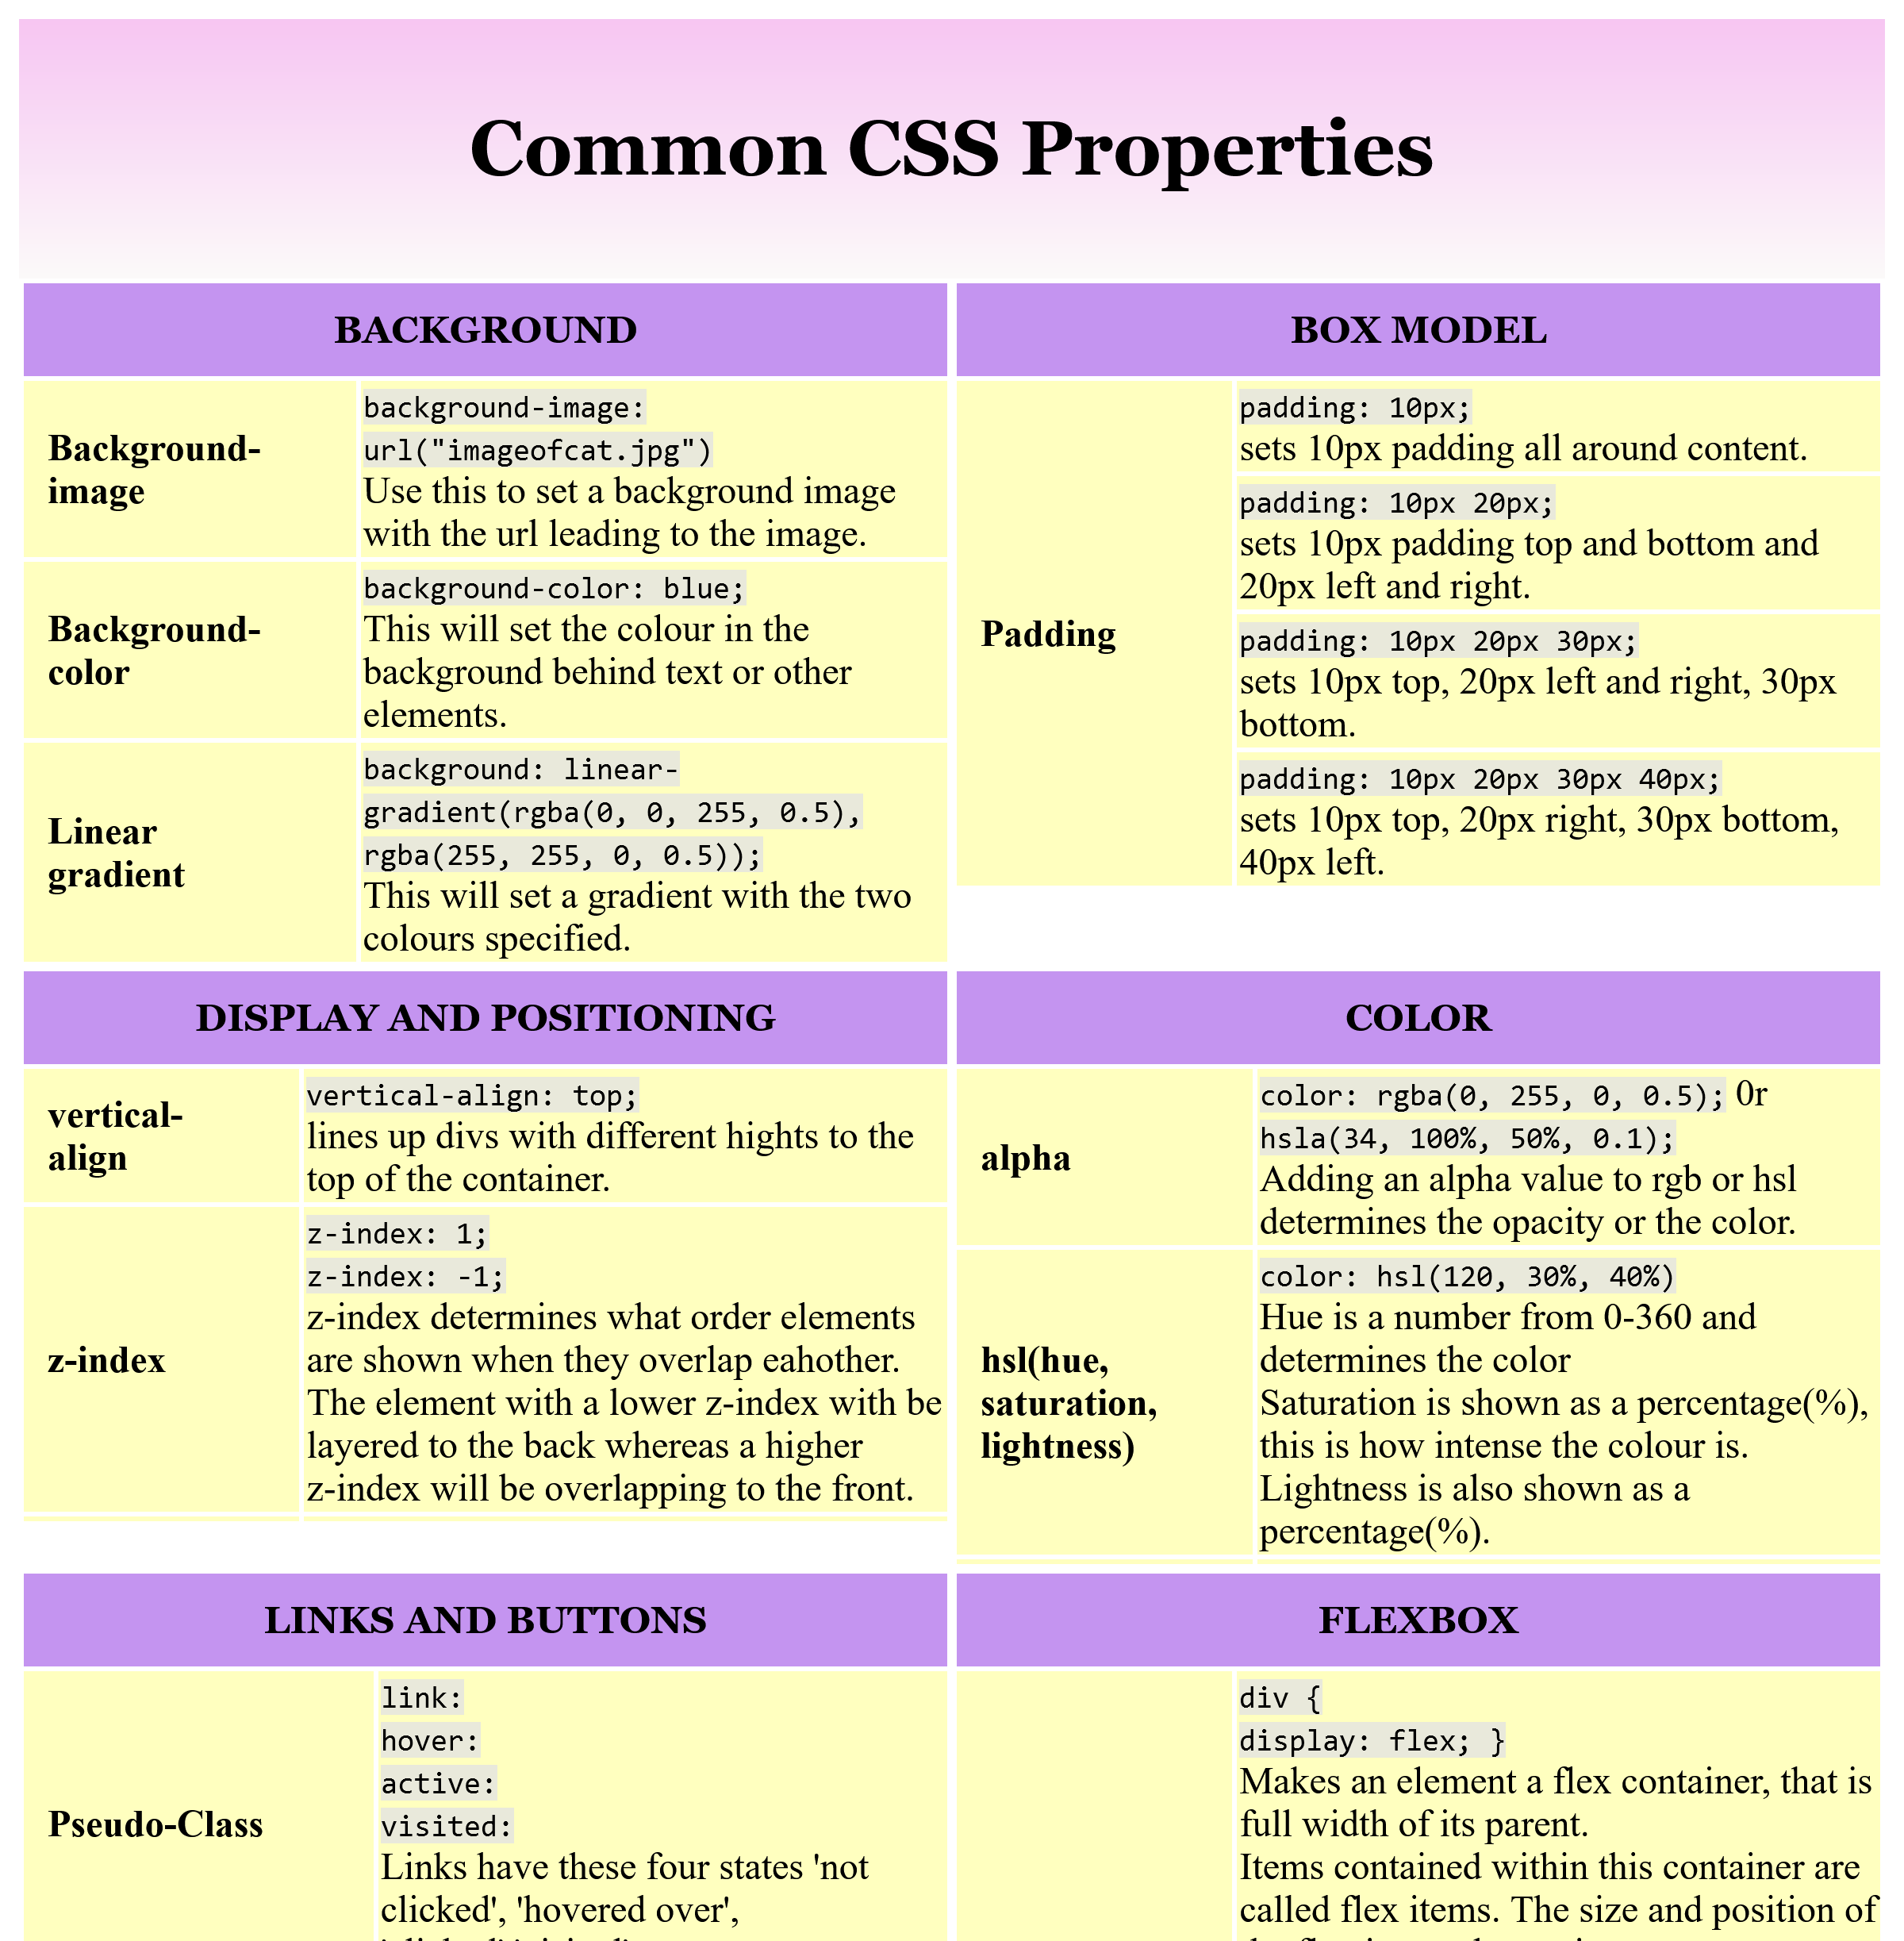 Common CSS Properties
BACKGROUND
Background-
image
background-image:
url("imageofcat.jpg")
Use this to set a background image
with the url leading to the image.
Background-
color
background-color: blue;
This will set the colour in the
background behind text or other
elements.
Linear
gradient
background: linear-
gradient(rgba(0, 0, 255, 0.5),
rgba(255, 255, 0, 0.5));
This will set a gradient with the two
colours specified.
BOX MODEL
Padding
padding: 10px;
sets 10px padding all around content.
padding: 10px 20px;
sets 10px padding top and bottom and
20px left and right.
padding: 10px 20px 30px;
sets 10px top, 20px left and right, 30px
bottom.
padding: 10px 20px 30px 40px;
sets 10px top, 20px right, 30px bottom,
40px left.
DISPLAY AND POSITIONING
vertical-
align
vertical-align: top;
lines up divs with different hights to the
top of the container.
z-index
z-index: 1;
z-index: -1;
z-index determines what order elements
are shown when they overlap eahother.
The element with a lower z-index with be
layered to the back whereas a higher
z-index will be overlapping to the front.
COLOR
alpha
color: rgba(0, 255, 0, 0.5); 0r
hsla(34, 100%, 50%, 0.1);
Adding an alpha value to rgb or hsl
determines the opacity or the color.
hsl(hue,
saturation,
lightness)
color: hsl(120, 30%, 40%)
Hue is a number from 0-360 and
determines the color
Saturation is shown as a percentage(%),
this is how intense the colour is.
Lightness is also shown as a
percentage(%).
LINKS AND BUTTONS
Pseudo-Class
link:
hover:
active:
visited:
Links have these four states 'not
clicked', 'hovered over',
FLEXBOX
div {
display: flex; }
Makes an element a flex container, that is
full width of its parent.
Items contained within this container are
called flex items. The size and position of